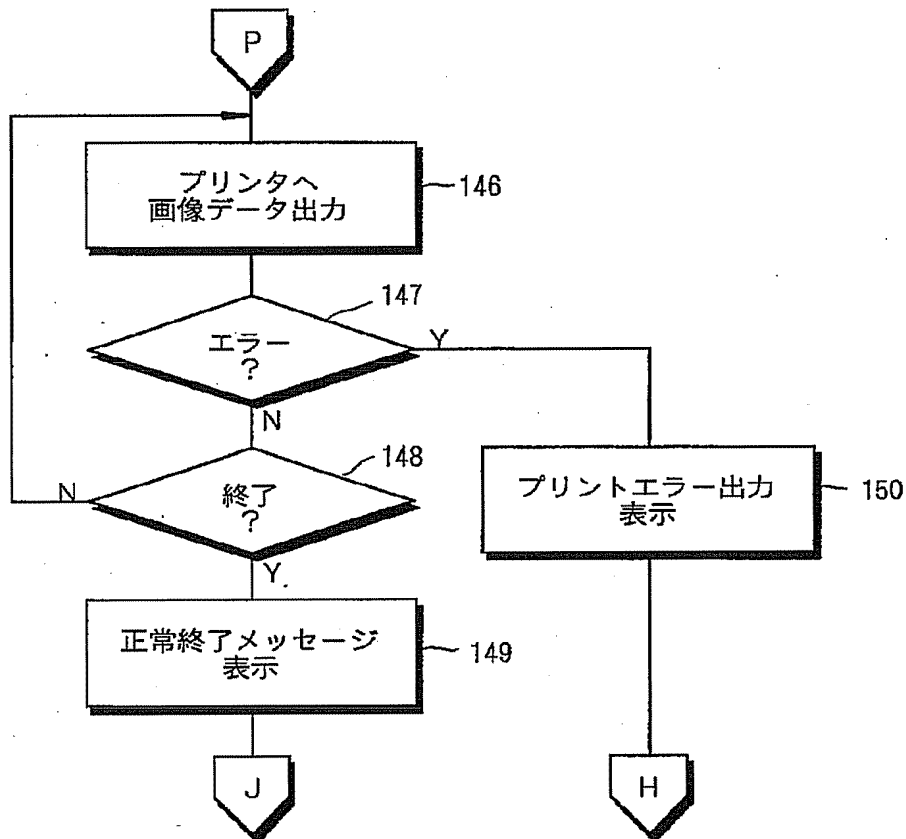 P
プリンタへ
画像データ出力
146
147
エラー
?
Y
N
148
終了
?
N
Y
プリントエラー出力
表示
150
正常終了メッセージ
表示
149
J
H